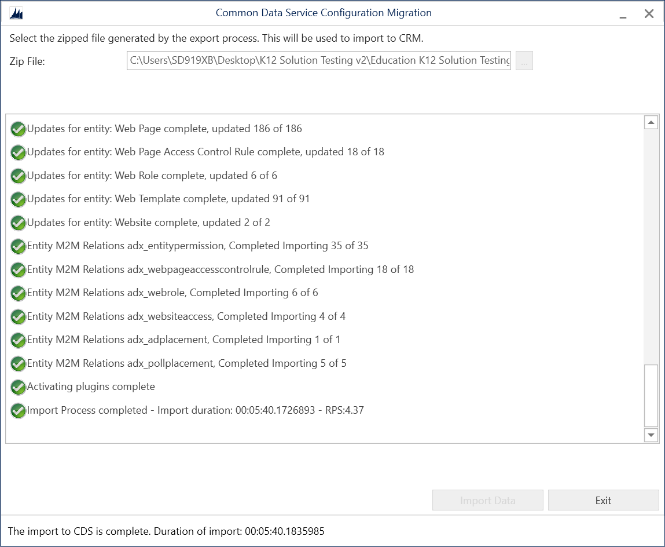 Common Data Service Configuration Migration
Select the zipped file generated by the export process. This will be used to import to CRM.
Zip File:
C:\Users\SD919XB\Desktop\K12 Solution Testing v2\Education K12 Solution Testing
...
Updates for entity: Web Page complete, updated 186 of 186
Updates for entity: Web Page Access Control Rule complete, updated 18 of 18
Updates for entity: Web Role complete, updated 6 of 6
Updates for entity: Web Template complete, updated 91 of 91
Updates for entity: Website complete, updated 2 of 2
Entity M2M Relations adx_entitypermission, Completed Importing 35 of 35
Entity M2M Relations adx_webpageaccesscontrolrule, Completed Importing 18 of 18
Entity M2M Relations adx_webrole, Completed Importing 6 of 6
Entity M2M Relations adx_websiteaccess, Completed Importing 4 of 4
Entity M2M Relations adx_adplacement, Completed Importing 1 of 1
Entity M2M Relations adx_pollplacement, Completed Importing 5 of 5
Activating plugins complete
Import Process completed - Import duration: 00:05:40.1726893 - RPS:4.37
Import Data
Exit
The import to CDS is complete. Duration of import: 00:05:40.1835985